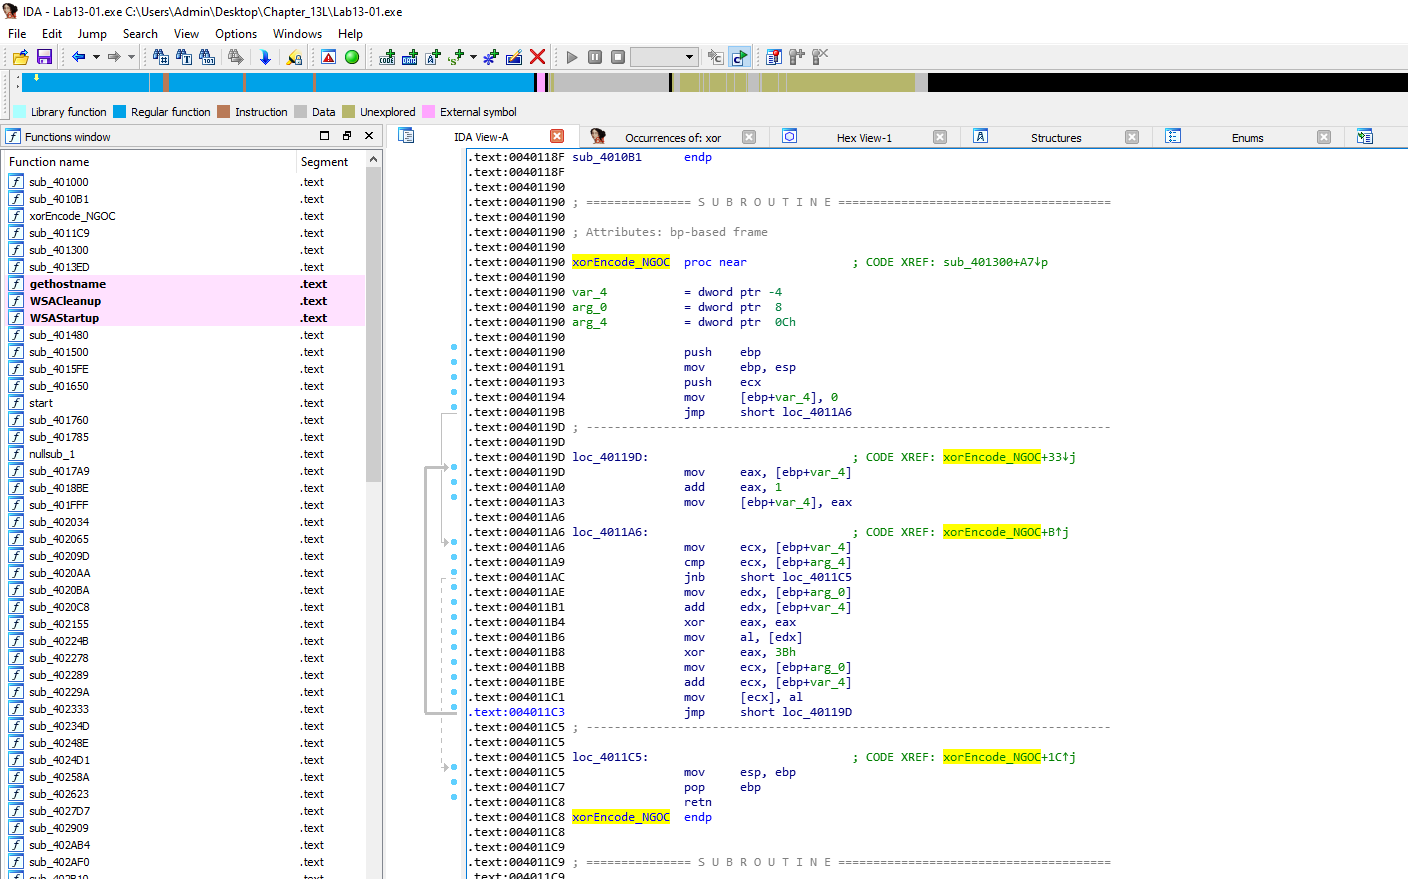 IDA - Lab13-01.exe C:\Users\Admin\Desktop\Chapter_13L\Lab13-01.exe
File Edit Jump Search View Options Windows Help
Library function Regular function Instruction Data Unexplored External symbol
Functions window
IDA View-A Occurrences of: xor Hex View-1 Structures Enums
Function name Segment
sub_401000 .text
sub_4010B1 .text
xorEncode_NGOC .text
sub_4011C9 .text
sub_401300 .text
sub_4013ED .text
gethostname .text
WSACleanup .text
WSAStartup .text
sub_401480 .text
sub_401500 .text
sub_4015FE .text
sub_401650 .text
start .text
sub_401760 .text
sub_401785 .text
nullsub_1 .text
sub_4017A9 .text
sub_4018BE .text
sub_401FFF .text
sub_402034 .text
sub_402065 .text
sub_40209D .text
sub_4020AA .text
sub_4020BA .text
sub_4020C8 .text
sub_402155 .text
sub_40224B .text
sub_402278 .text
sub_402289 .text
sub_40229A .text
sub_402333 .text
sub_40234D .text
sub_40248E .text
sub_4024D1 .text
sub_40258A .text
sub_402623 .text
sub_4027D7 .text
sub_402909 .text
sub_402AB4 .text
sub_402AF0 .text
sub_402B10 .text
.text:0040118F sub_4010B1 endp
.text:0040118F
.text:00401190
.text:00401190 ; =============== S U B R O U T I N E =======================================
.text:00401190
.text:00401190 ; Attributes: bp-based frame
.text:00401190
.text:00401190 xorEncode_NGOC proc near ; CODE XREF: sub_401300+A7↓p
.text:00401190
.text:00401190 var_4 = dword ptr -4
.text:00401190 arg_0 = dword ptr 8
.text:00401190 arg_4 = dword ptr 0Ch
.text:00401190
.text:00401190 push ebp
.text:00401191 mov ebp, esp
.text:00401193 push ecx
.text:00401194 mov [ebp+var_4], 0
.text:0040119B jmp short loc_4011A6
.text:0040119D ; ---------------------------------------------------------------------------
.text:0040119D
.text:0040119D loc_40119D: ; CODE XREF: xorEncode_NGOC+33↓j
.text:0040119D mov eax, [ebp+var_4]
.text:004011A0 add eax, 1
.text:004011A3 mov [ebp+var_4], eax
.text:004011A6
.text:004011A6 loc_4011A6: ; CODE XREF: xorEncode_NGOC+B↑j
.text:004011A6 mov ecx, [ebp+var_4]
.text:004011A9 cmp ecx, [ebp+arg_4]
.text:004011AC jnb short loc_4011C5
.text:004011AE mov edx, [ebp+arg_0]
.text:004011B1 add edx, [ebp+var_4]
.text:004011B4 xor eax, eax
.text:004011B6 mov al, [edx]
.text:004011B8 xor eax, 3Bh
.text:004011BB mov ecx, [ebp+arg_0]
.text:004011BE add ecx, [ebp+var_4]
.text:004011C1 mov [ecx], al
.text:004011C3 jmp short loc_40119D
.text:004011C5 ; ---------------------------------------------------------------------------
.text:004011C5
.text:004011C5 loc_4011C5: ; CODE XREF: xorEncode_NGOC+1C↑j
.text:004011C5 mov esp, ebp
.text:004011C7 pop ebp
.text:004011C8 retn
.text:004011C8 xorEncode_NGOC endp
.text:004011C8
.text:004011C9
.text:004011C9 ; =============== S U B R O U T I N E =======================================
.text:004011C9